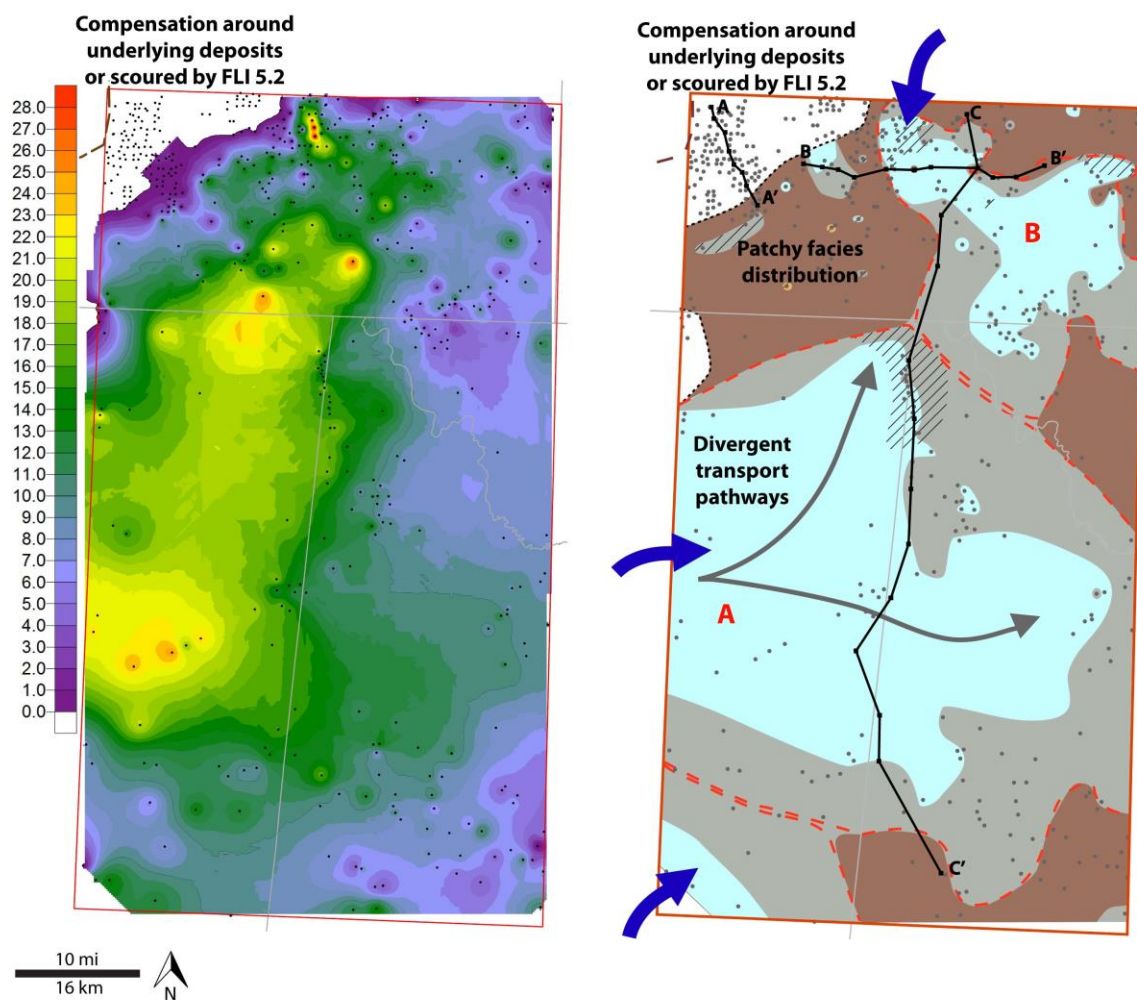 Compensation around
underlying deposits
or scoured by FLI 5.2
28.0
27.0
26.0
25.0
24.0
23.0
22.0
21.0
20.0
19.0
18.0
17.0
16.0
15.0
14.0
13.0
12.0
11.0
10.0
9.0
8.0
7.0
6.0
5.0
4.0
3.0
2.0
1.0
0.0
10 mi
16 km
N
Compensation around
underlying deposits
or scoured by FLI 5.2
A
A'
B
B'
C
B
Patchy facies
distribution
Divergent
transport
pathways
A
C'